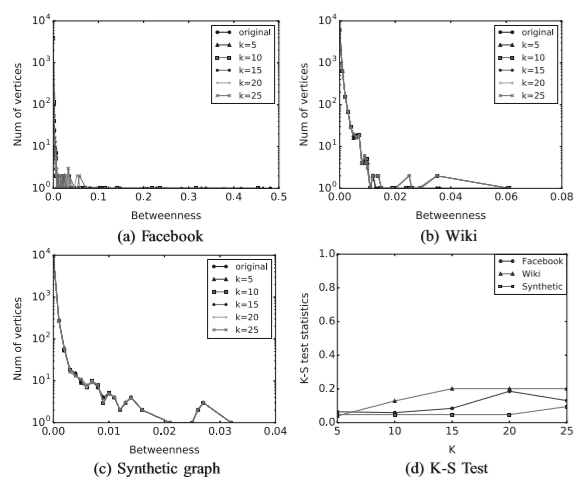 original
k=5
k=10
k=15
k=20
k=25
Num of vertices
10⁴
10³
10²
10¹
10⁰
0.0 0.1 0.2 0.3 0.4 0.5
Betweenness
(a) Facebook
original
k=5
k=10
k=15
k=20
k=25
Num of vertices
10⁴
10³
10²
10¹
10⁰
0.00 0.02 0.04 0.06 0.08
Betweenness
(b) Wiki
original
k=5
k=10
k=15
k=20
k=25
Num of vertices
10⁴
10³
10²
10¹
10⁰
0.00 0.01 0.02 0.03 0.04
Betweenness
(c) Synthetic graph
Facebook
Wiki
Synthetic
K-S test statistics
1.0
0.8
0.6
0.4
0.2
0.0
5 10 15 20 25
K
(d) K-S Test